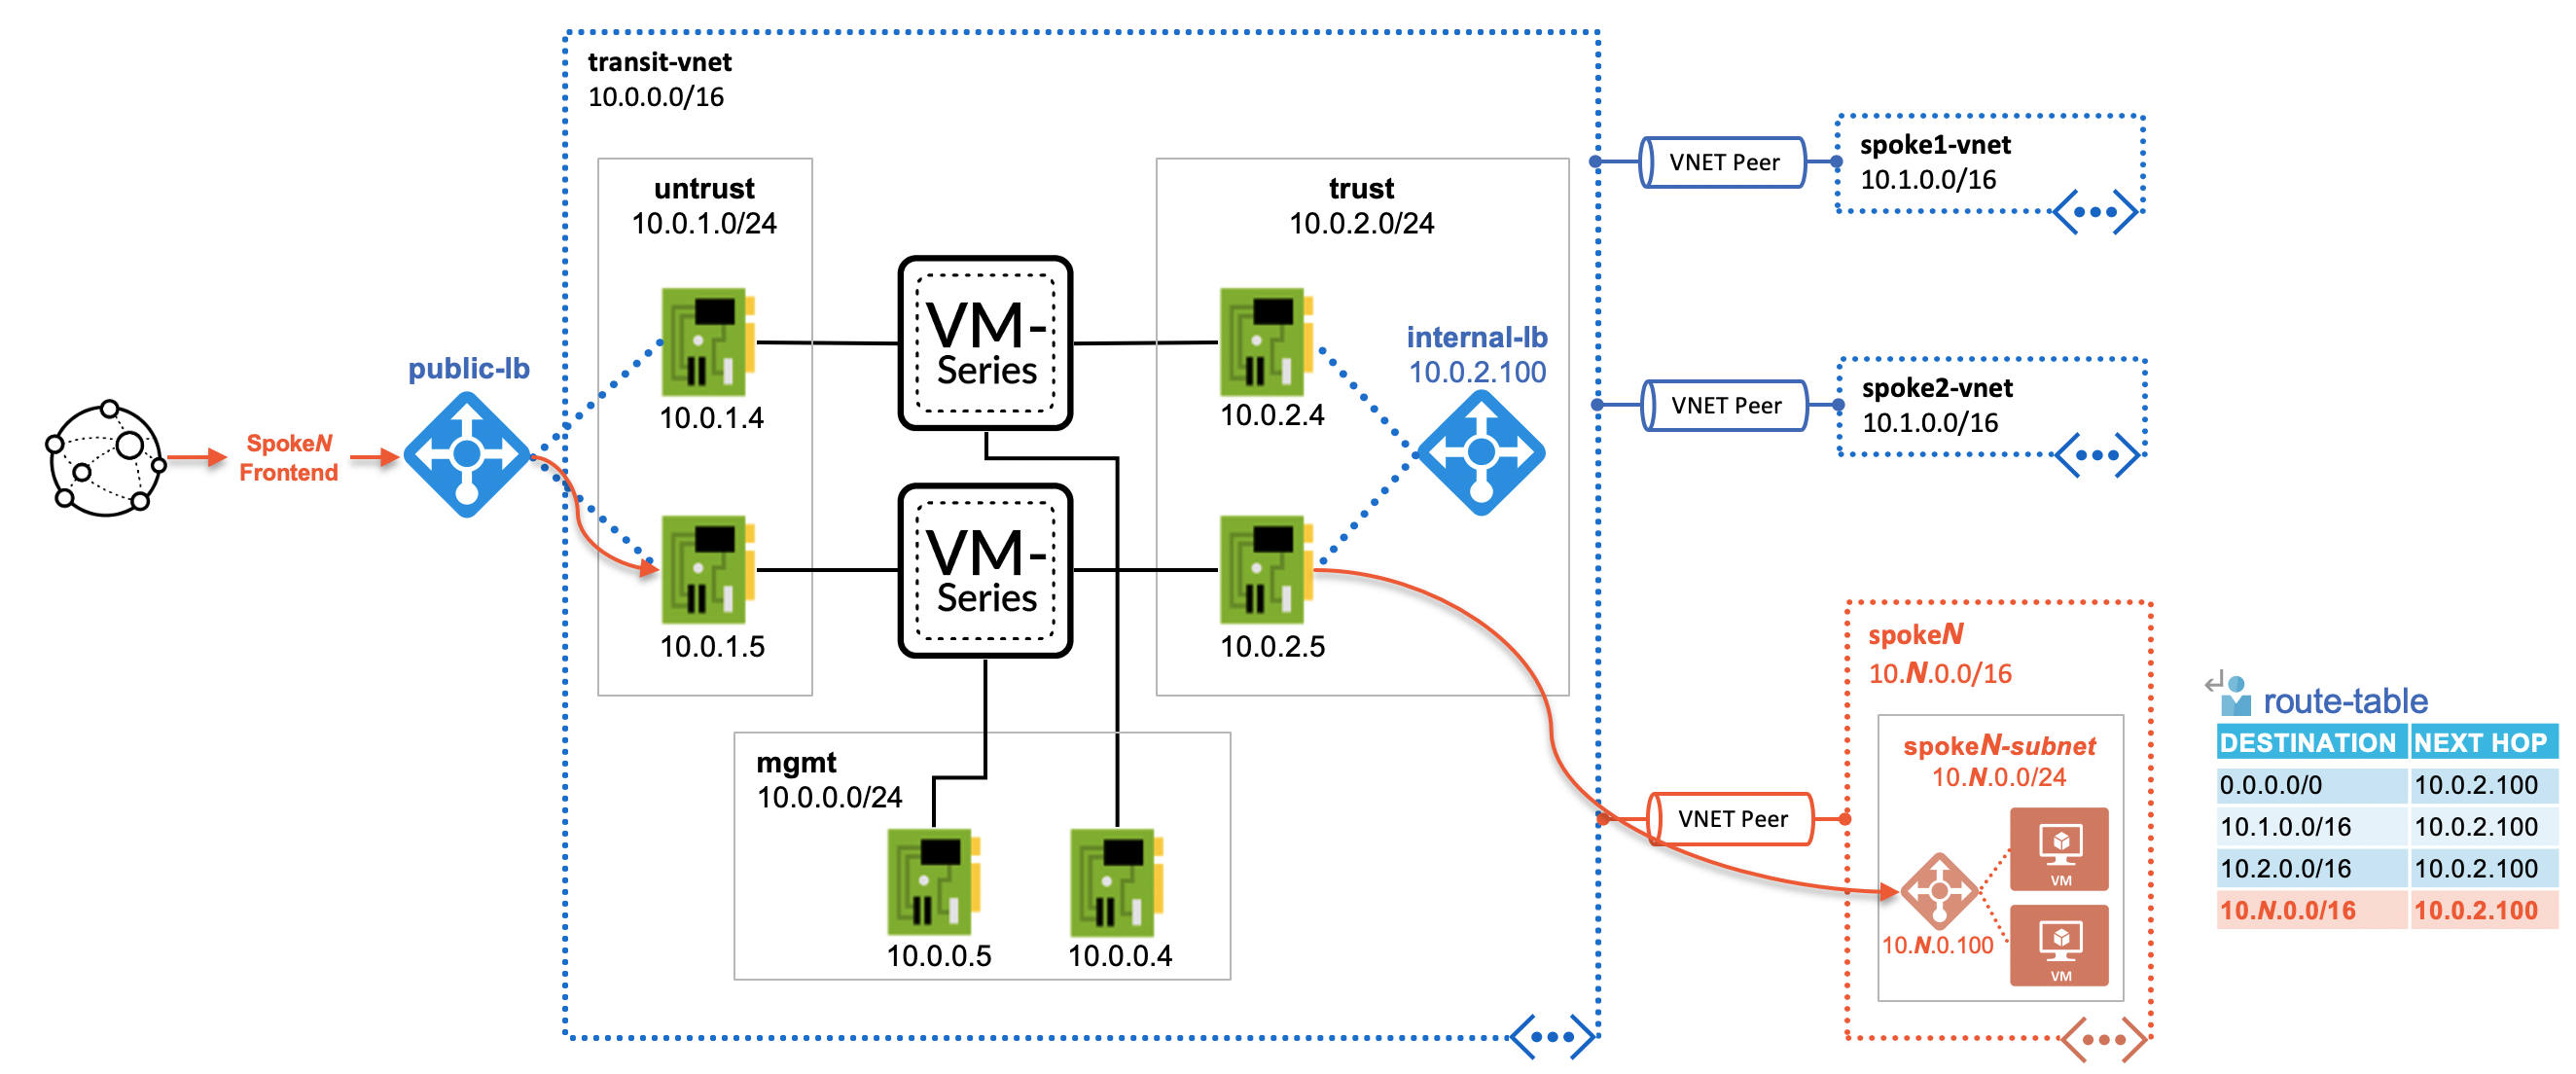 transit-vnet
10.0.0.0/16
untrust
10.0.1.0/24
10.0.1.4
10.0.1.5
VM-
Series
VM-
Series
trust
10.0.2.0/24
10.0.2.4
10.0.2.5
internal-lb
10.0.2.100
public-lb
SpokeN
Frontend
mgmt
10.0.0.0/24
10.0.0.5
10.0.0.4
VNET Peer
spoke1-vnet
10.1.0.0/16
VNET Peer
spoke2-vnet
10.1.0.0/16
VNET Peer
spokeN
10.N.0.0/16
spokeN-subnet
10.N.0.0/24
VM
VM
10.N.0.100
route-table
DESTINATION NEXT HOP
0.0.0.0/0 10.0.2.100
10.1.0.0/16 10.0.2.100
10.2.0.0/16 10.0.2.100
10.N.0.0/16 10.0.2.100